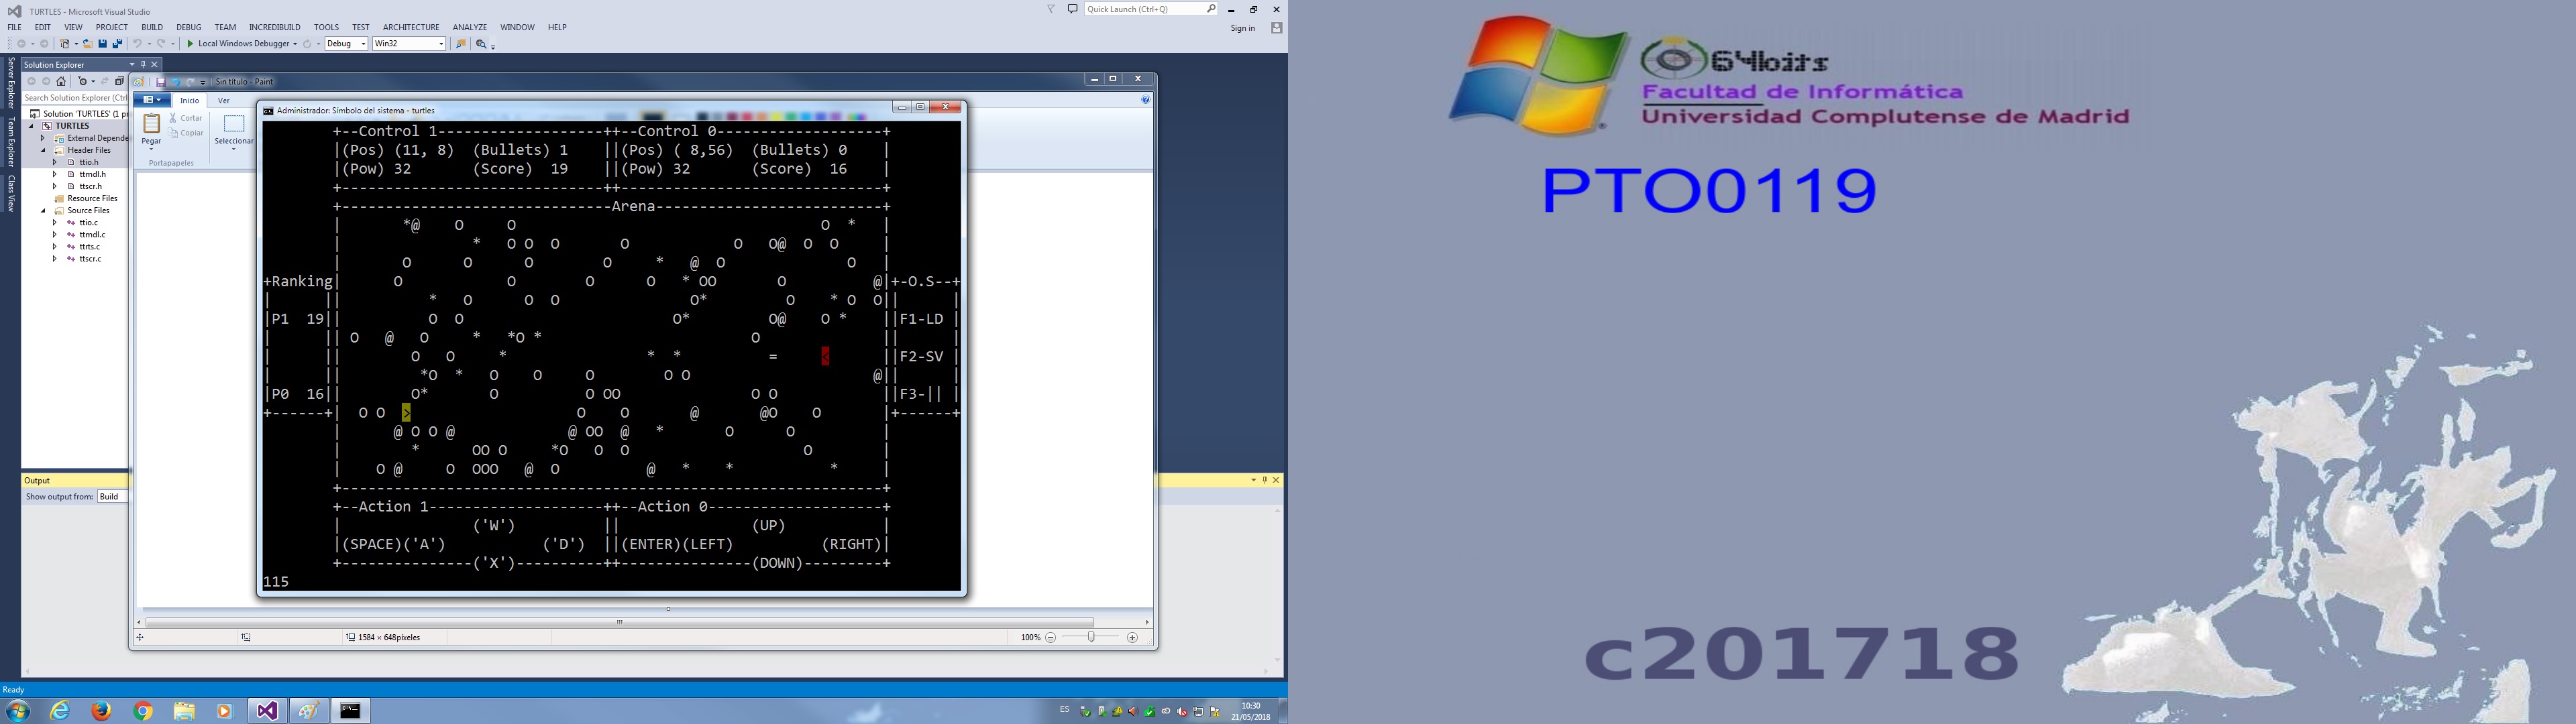 TURTLES - Microsoft Visual Studio
Quick Launch (Ctrl+Q)
FILE EDIT VIEW PROJECT BUILD DEBUG TEAM INCREDIBUILD TOOLS TEST ARCHITECTURE ANALYZE WINDOW HELP
Sign in
Local Windows Debugger Debug Win32
Server Explorer
Team Explorer
Class View
Solution Explorer
Search Solution Explorer (Ctrl
Solution 'TURTLES' (1 pr
TURTLES
External Depende
Header Files
ttio.h
ttmdl.h
ttscr.h
Resource Files
Source Files
ttio.c
ttmdl.c
ttrts.c
ttscr.c
Output
Show output from: Build
Sin título - Paint
Inicio Ver
Pegar
Cortar
Copiar
Seleccionar
Portapapeles
Administrador: Símbolo del sistema - turtles
+--Control 1-------------------++--Control 0-------------------+
|(Pos) (11, 8)  (Bullets) 1    ||(Pos) ( 8,56)  (Bullets) 0    |
|(Pow) 32       (Score)  19    ||(Pow) 32       (Score)  16    |
+------------------------------++------------------------------+
+-------------------------------Arena--------------------------+
|       *@    O     O                                   O  *   |
|               *   O O  O       O            O   O@  O  O     |
|       O      O      O        O     *   @  O              O   |
+Ranking|      O            O        O      O   * OO       O          @|+-O.S--+
|      ||          *   O      O  O               O*         O    * O  O||      |
|P1  19||          O  O                        O*         O@    O *    ||F1-LD |
|      || O   @   O     *   *O *                        O              ||      |
|      ||        O   O     *                *  *          =     <      ||F2-SV |
|      ||         *O  *   O    O     O        O O                     @||      |
|P0  16||        O*       O          O OO               O O            ||F3-|| |
+------+|  O O  >                   O    O       @       @O    O       |+------+
|      @ O O @             @ OO  @   *       O      O          |
|        *      OO O     *O   O  O                    O        |
|    O @     O  OOO   @  O          @   *    *           *     |
+--------------------------------------------------------------+
+--Action 1--------------------++--Action 0--------------------+
|               ('W')          ||               (UP)           |
|(SPACE)('A')           ('D')  ||(ENTER)(LEFT)          (RIGHT)|
+---------------('X')----------++---------------(DOWN)---------+
115
1584 × 648píxeles
100%
Ready
ES
10:30
21/05/2018
64bits
Facultad de Informática
Universidad Complutense de Madrid
PTO0119
c201718